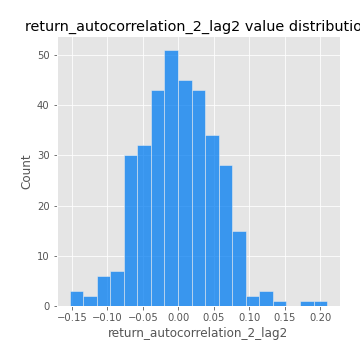 return_autocorrelation_2_lag2 value distributio
50
40
30
20
10
0
Count
−0.15 −0.10 −0.05 0.00 0.05 0.10 0.15 0.20
return_autocorrelation_2_lag2